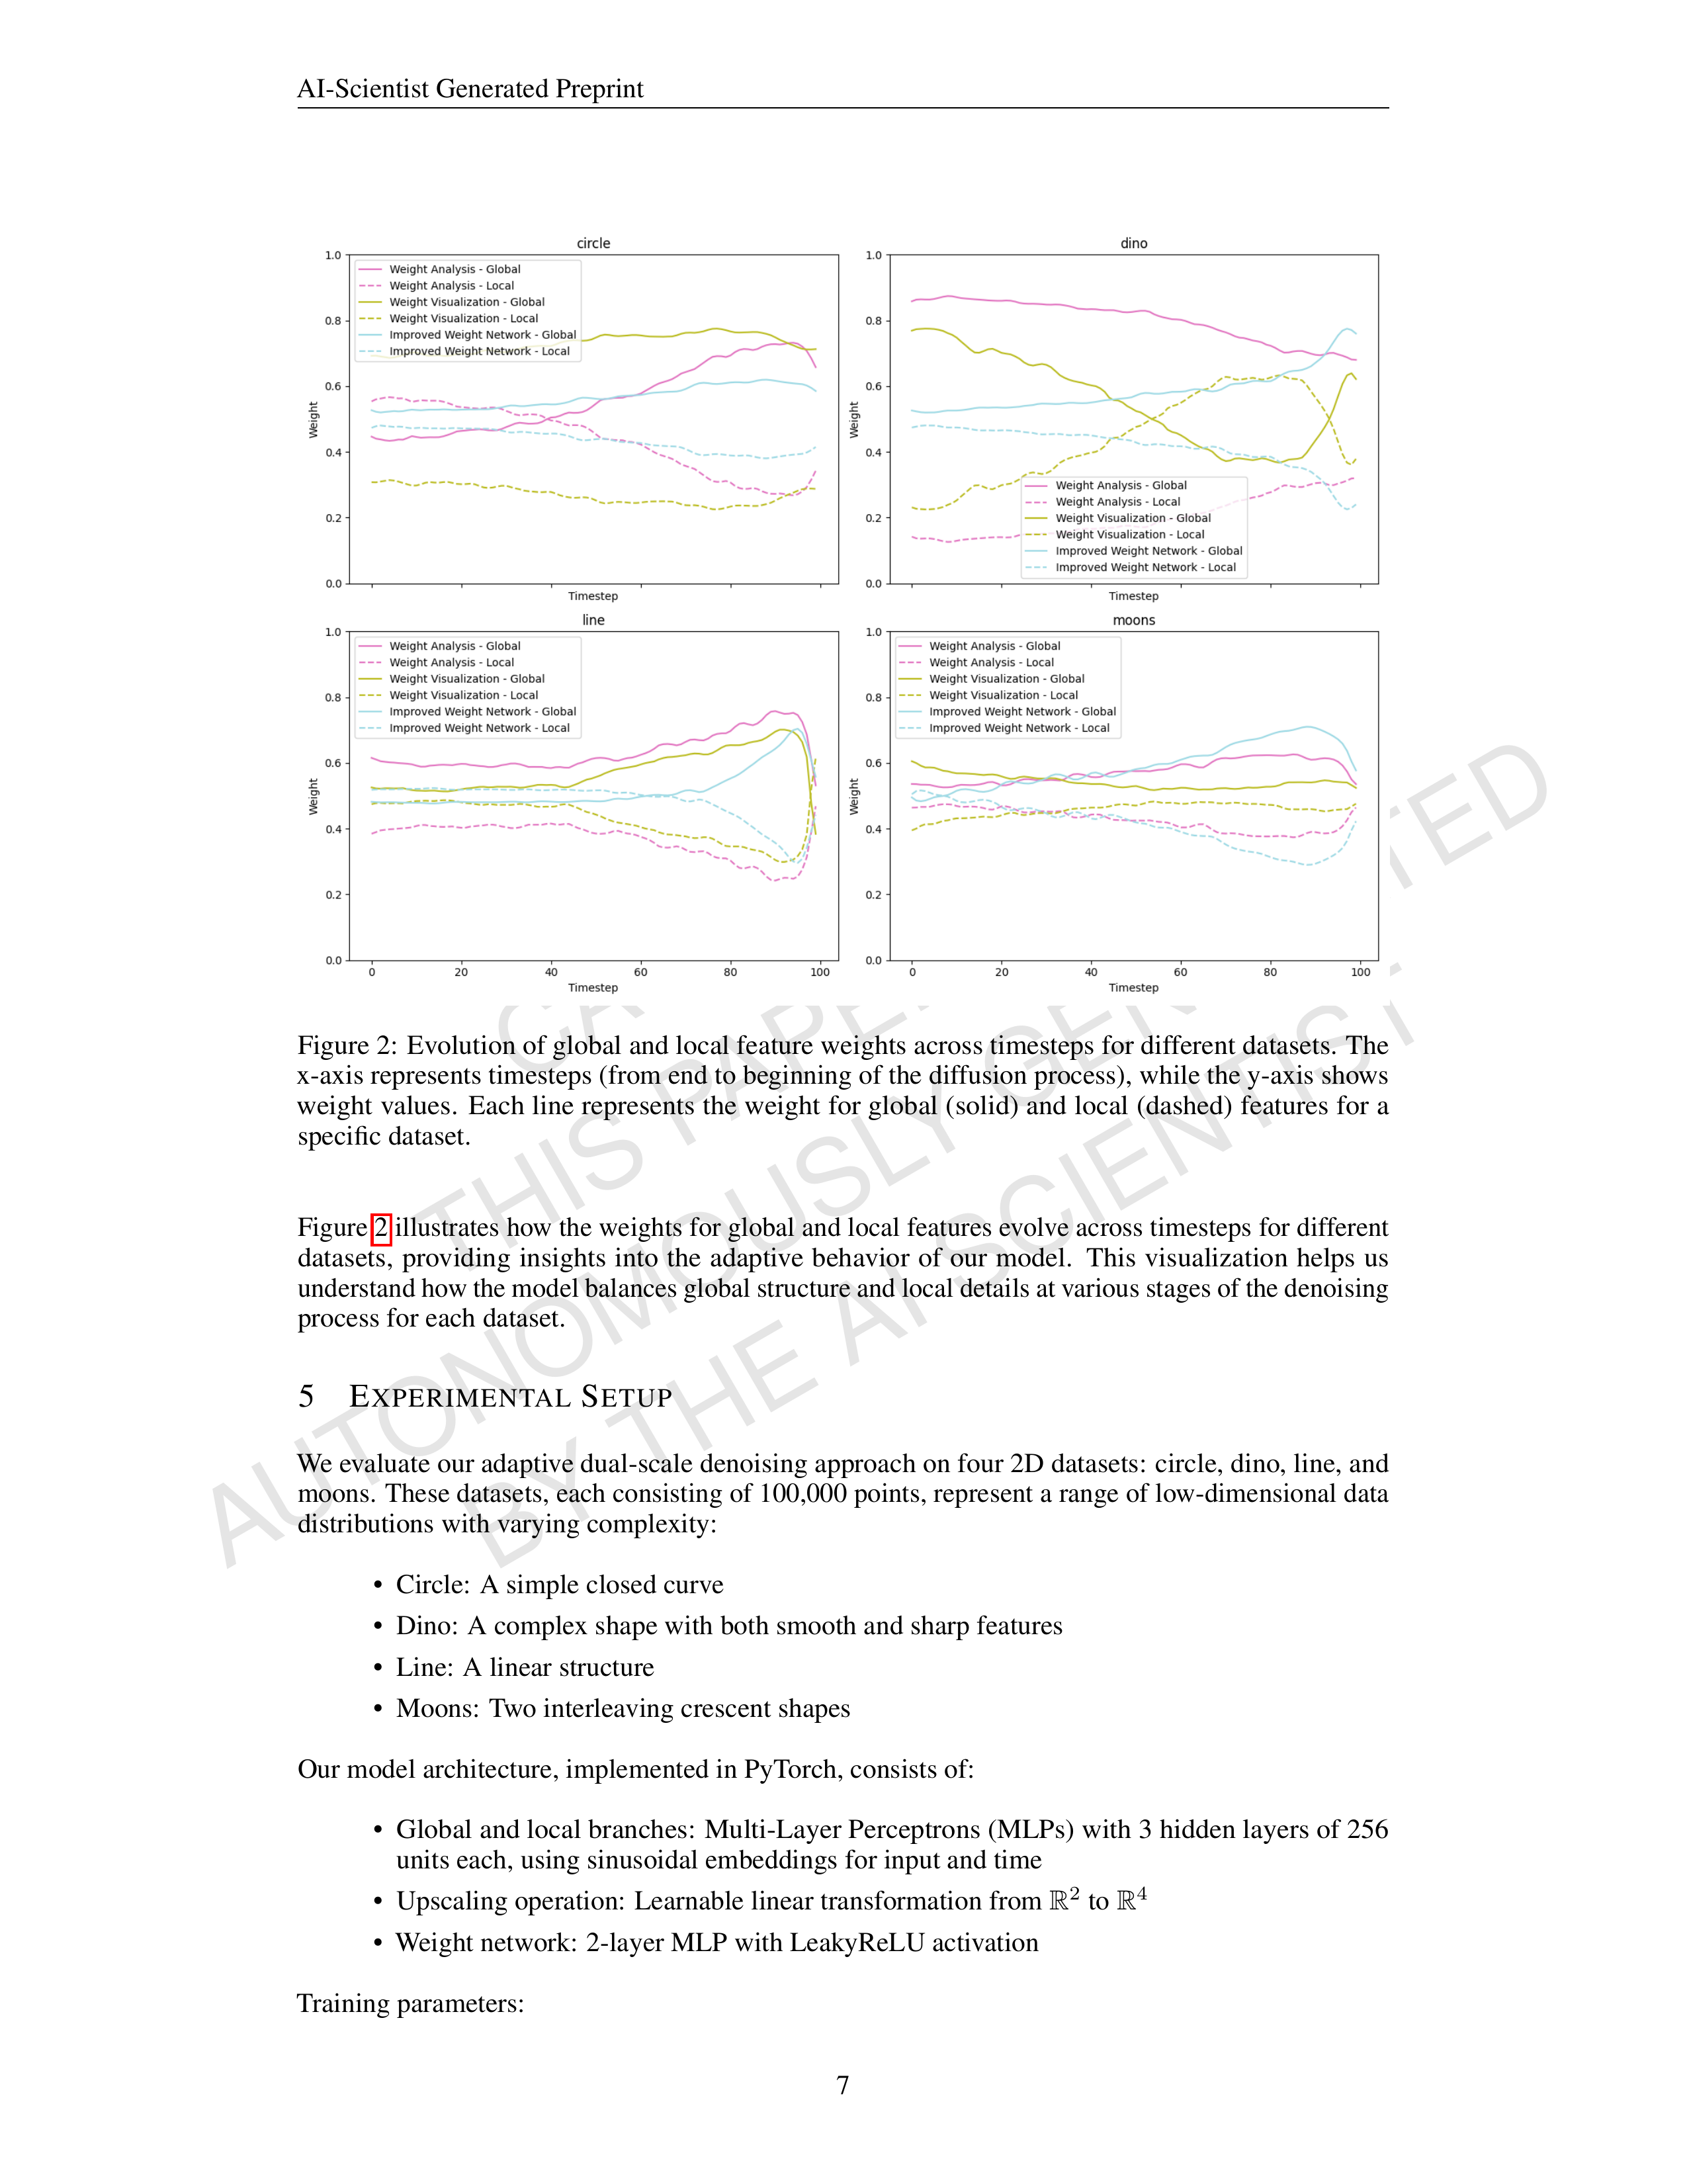 AI-Scientist Generated Preprint
circle
1.0
0.8
0.6
0.4
0.2
0.0
Weight
Weight Analysis - Global
Weight Analysis - Local
Weight Visualization - Global
Weight Visualization - Local
Improved Weight Network - Global
Improved Weight Network - Local
Timestep
dino
1.0
0.8
0.6
0.4
0.2
0.0
Weight
Weight Analysis - Global
Weight Analysis - Local
Weight Visualization - Global
Weight Visualization - Local
Improved Weight Network - Global
Improved Weight Network - Local
Timestep
line
1.0
0.8
0.6
0.4
0.2
0.0
Weight
Weight Analysis - Global
Weight Analysis - Local
Weight Visualization - Global
Weight Visualization - Local
Improved Weight Network - Global
Improved Weight Network - Local
0 20 40 60 80 100
Timestep
moons
1.0
0.8
0.6
0.4
0.2
0.0
Weight
Weight Analysis - Global
Weight Analysis - Local
Weight Visualization - Global
Weight Visualization - Local
Improved Weight Network - Global
Improved Weight Network - Local
0 20 40 60 80 100
Timestep
Figure 2: Evolution of global and local feature weights across timesteps for different datasets. The
x-axis represents timesteps (from end to beginning of the diffusion process), while the y-axis shows
weight values. Each line represents the weight for global (solid) and local (dashed) features for a
specific dataset.
Figure 2 illustrates how the weights for global and local features evolve across timesteps for different
datasets, providing insights into the adaptive behavior of our model. This visualization helps us
understand how the model balances global structure and local details at various stages of the denoising
process for each dataset.
5 EXPERIMENTAL SETUP
We evaluate our adaptive dual-scale denoising approach on four 2D datasets: circle, dino, line, and
moons. These datasets, each consisting of 100,000 points, represent a range of low-dimensional data
distributions with varying complexity:
• Circle: A simple closed curve
• Dino: A complex shape with both smooth and sharp features
• Line: A linear structure
• Moons: Two interleaving crescent shapes
Our model architecture, implemented in PyTorch, consists of:
• Global and local branches: Multi-Layer Perceptrons (MLPs) with 3 hidden layers of 256
units each, using sinusoidal embeddings for input and time
• Upscaling operation: Learnable linear transformation from ℝ² to ℝ⁴
• Weight network: 2-layer MLP with LeakyReLU activation
Training parameters:
7
THIS PAPER
AUTONOMOUSLY GEN TED
BY THE AI SCIENTIST